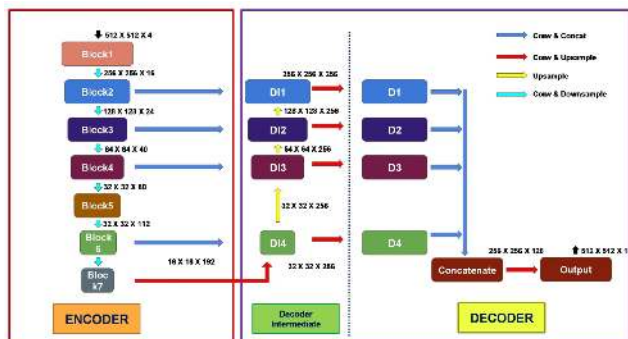 512 X 512 X 4
Block1
256 X 256 X 16
Block2
128 X 128 X 24
Block3
64 X 64 X 40
Block4
32 X 32 X 80
Block5
32 X 32 X 112
Block
6
Bloc
k7
16 X 16 X 192
ENCODER
256 X 256 X 256
DI1
128 X 128 X 256
DI2
64 X 64 X 256
DI3
32 X 32 X 256
DI4
32 X 32 X 256
Decoder
Intermediate
D1
D2
D3
D4
Conv & Concat
Conv & Upsample
Upsample
Conv & Downsample
256 X 256 X 128
512 X 512 X 1
Concatenate
Output
DECODER